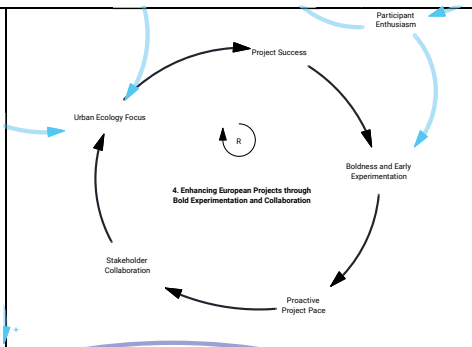 Participant
Enthusiasm
Project Success
Urban Ecology Focus
R
Boldness and Early
Experimentation
4. Enhancing European Projects through
Bold Experimentation and Collaboration
Stakeholder
Collaboration
Proactive
Project Pace
+